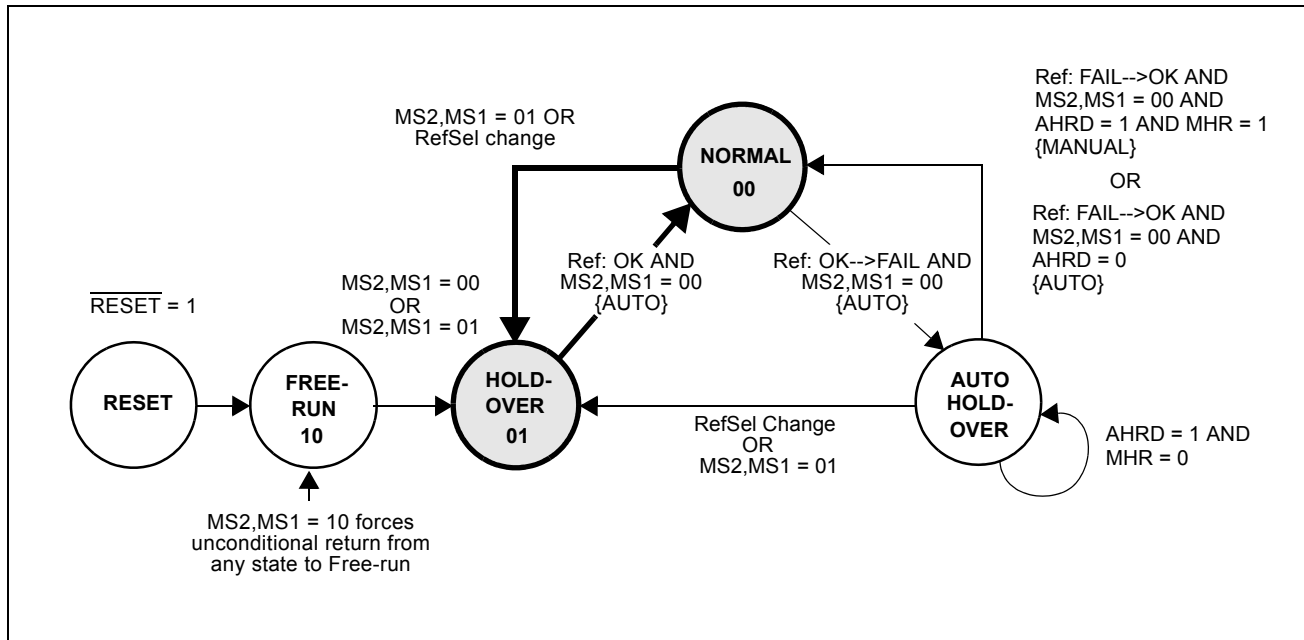 Ref: FAIL-->OK AND
MS2,MS1 = 00 AND
AHRD = 1 AND MHR = 1
{MANUAL}
OR
Ref: FAIL-->OK AND
MS2,MS1 = 00 AND
AHRD = 0
{AUTO}
MS2,MS1 = 01 OR
RefSel change
NORMAL
00
Ref: OK AND
MS2,MS1 = 00
{AUTO}
Ref: OK-->FAIL AND
MS2,MS1 = 00
{AUTO}
MS2,MS1 = 00
OR
MS2,MS1 = 01
RESET = 1
RESET
FREE-
RUN
10
HOLD-
OVER
01
AUTO
HOLD-
OVER
RefSel Change
OR
MS2,MS1 = 01
AHRD = 1 AND
MHR = 0
MS2,MS1 = 10 forces
unconditional return from
any state to Free-run